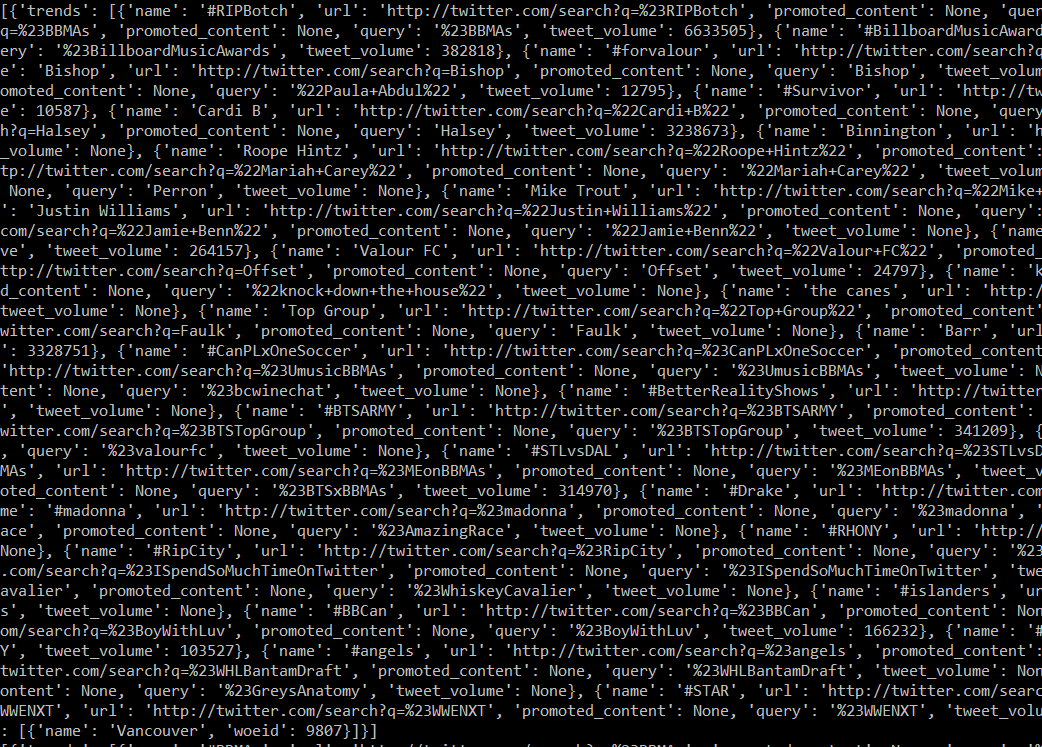 [{'trends': [{'name': '#RIPBotch', 'url': 'http://twitter.com/search?q=%23RIPBotch', 'promoted_content': None, 'quer
q=%23BBMAs', 'promoted_content': None, 'query': '%23BBMAs', 'tweet_volume': 6633505}, {'name': '#BillboardMusicAward
ery': '%23BillboardMusicAwards', 'tweet_volume': 382818}, {'name': '#forvalour', 'url': 'http://twitter.com/search?q
e': 'Bishop', 'url': 'http://twitter.com/search?q=Bishop', 'promoted_content': None, 'query': 'Bishop', 'tweet_volum
omoted_content': None, 'query': '%22Paula+Abdul%22', 'tweet_volume': 12795}, {'name': '#Survivor', 'url': 'http://tw
e': 10587}, {'name': 'Cardi B', 'url': 'http://twitter.com/search?q=%22Cardi+B%22', 'promoted_content': None, 'query
h?q=Halsey', 'promoted_content': None, 'query': 'Halsey', 'tweet_volume': 3238673}, {'name': 'Binnington', 'url': 'h
_volume': None}, {'name': 'Roope Hintz', 'url': 'http://twitter.com/search?q=%22Roope+Hintz%22', 'promoted_content':
tp://twitter.com/search?q=%22Mariah+Carey%22', 'promoted_content': None, 'query': '%22Mariah+Carey%22', 'tweet_volum
None, 'query': 'Perron', 'tweet_volume': None}, {'name': 'Mike Trout', 'url': 'http://twitter.com/search?q=%22Mike+
': 'Justin Williams', 'url': 'http://twitter.com/search?q=%22Justin+Williams%22', 'promoted_content': None, 'query':
com/search?q=%22Jamie+Benn%22', 'promoted_content': None, 'query': '%22Jamie+Benn%22', 'tweet_volume': None}, {'name
ve', 'tweet_volume': 264157}, {'name': 'Valour FC', 'url': 'http://twitter.com/search?q=%22Valour+FC%22', 'promoted_
ttp://twitter.com/search?q=Offset', 'promoted_content': None, 'query': 'Offset', 'tweet_volume': 24797}, {'name': 'k
d_content': None, 'query': '%22knock+down+the+house%22', 'tweet_volume': None}, {'name': 'the canes', 'url': 'http:/
tweet_volume': None}, {'name': 'Top Group', 'url': 'http://twitter.com/search?q=%22Top+Group%22', 'promoted_content'
witter.com/search?q=Faulk', 'promoted_content': None, 'query': 'Faulk', 'tweet_volume': None}, {'name': 'Barr', 'url
': 3328751}, {'name': '#CanPLxOneSoccer', 'url': 'http://twitter.com/search?q=%23CanPLxOneSoccer', 'promoted_content
'http://twitter.com/search?q=%23UmusicBBMAs', 'promoted_content': None, 'query': '%23UmusicBBMAs', 'tweet_volume': N
tent': None, 'query': '%23bcwinechat', 'tweet_volume': None}, {'name': '#BetterRealityShows', 'url': 'http://twitter
, 'tweet_volume': None}, {'name': '#BTSARMY', 'url': 'http://twitter.com/search?q=%23BTSARMY', 'promoted_content':
witter.com/search?q=%23BTSTopGroup', 'promoted_content': None, 'query': '%23BTSTopGroup', 'tweet_volume': 341209}, {
, 'query': '%23valourfc', 'tweet_volume': None}, {'name': '#STLvsDAL', 'url': 'http://twitter.com/search?q=%23STLvsD
MAs', 'url': 'http://twitter.com/search?q=%23MEonBBMAs', 'promoted_content': None, 'query': '%23MEonBBMAs', 'tweet_v
oted_content': None, 'query': '%23BTSxBBMAs', 'tweet_volume': 314970}, {'name': '#Drake', 'url': 'http://twitter.com
me': '#madonna', 'url': 'http://twitter.com/search?q=%23madonna', 'promoted_content': None, 'query': '%23madonna', '
ace', 'promoted_content': None, 'query': '%23AmazingRace', 'tweet_volume': None}, {'name': '#RHONY', 'url': 'http://
None}, {'name': '#RipCity', 'url': 'http://twitter.com/search?q=%23RipCity', 'promoted_content': None, 'query': '%23
.com/search?q=%23ISpendSoMuchTimeOnTwitter', 'promoted_content': None, 'query': '%23ISpendSoMuchTimeOnTwitter', 'twe
avalier', 'promoted_content': None, 'query': '%23WhiskeyCavalier', 'tweet_volume': None}, {'name': '#islanders', 'ur
s', 'tweet_volume': None}, {'name': '#BBCan', 'url': 'http://twitter.com/search?q=%23BBCan', 'promoted_content': Non
om/search?q=%23BoyWithLuv', 'promoted_content': None, 'query': '%23BoyWithLuv', 'tweet_volume': 166232}, {'name': '#
Y', 'tweet_volume': 103527}, {'name': '#angels', 'url': 'http://twitter.com/search?q=%23angels', 'promoted_content':
twitter.com/search?q=%23WHLBantamDraft', 'promoted_content': None, 'query': '%23WHLBantamDraft', 'tweet_volume': Non
ontent': None, 'query': '%23GreysAnatomy', 'tweet_volume': None}, {'name': '#STAR', 'url': 'http://twitter.com/searc
WWENXT', 'url': 'http://twitter.com/search?q=%23WWENXT', 'promoted_content': None, 'query': '%23WWENXT', 'tweet_volu
: [{'name': 'Vancouver', 'woeid': 9807}]}]